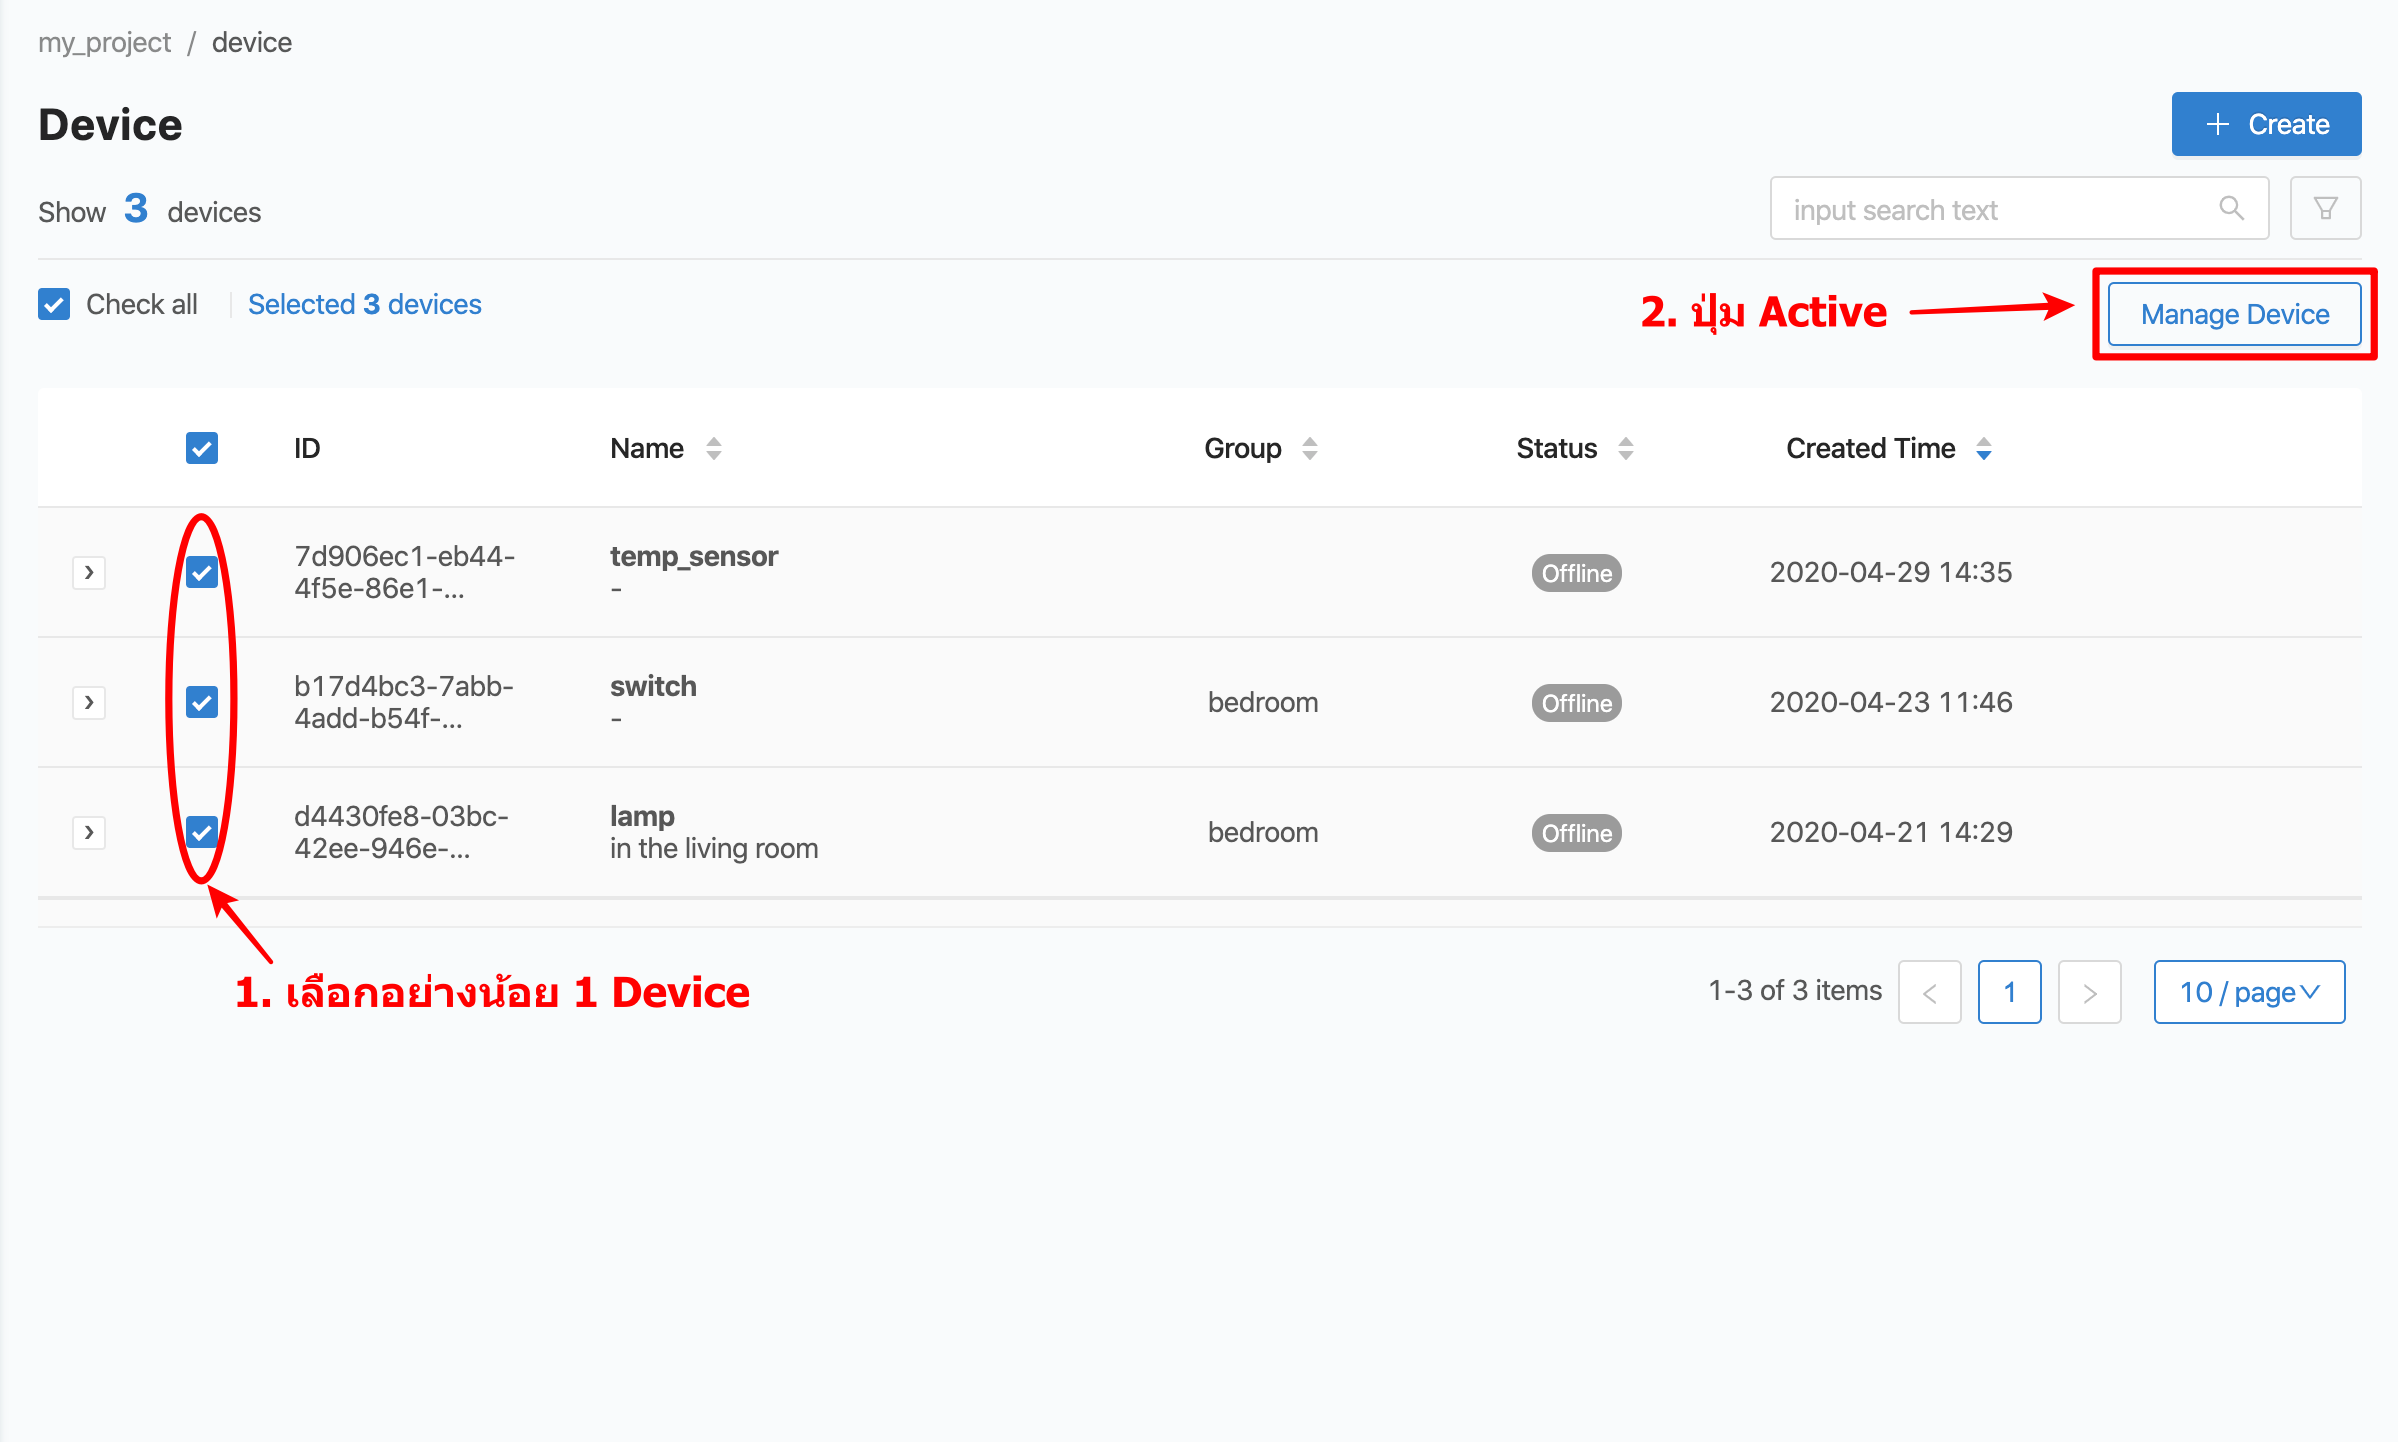 my_project / device
Device
+ Create
Show 3 devices
input search text
Check all
Selected 3 devices
2. ปุ่ม Active
Manage Device
ID Name Group Status Created Time
7d906ec1-eb44-
4f5e-86e1-...
temp_sensor
-
Offline
2020-04-29 14:35
b17d4bc3-7abb-
4add-b54f-...
switch
-
bedroom
Offline
2020-04-23 11:46
d4430fe8-03bc-
42ee-946e-...
lamp
in the living room
bedroom
Offline
2020-04-21 14:29
1. เลือกอย่างน้อย 1 Device
1-3 of 3 items
1
10 / page